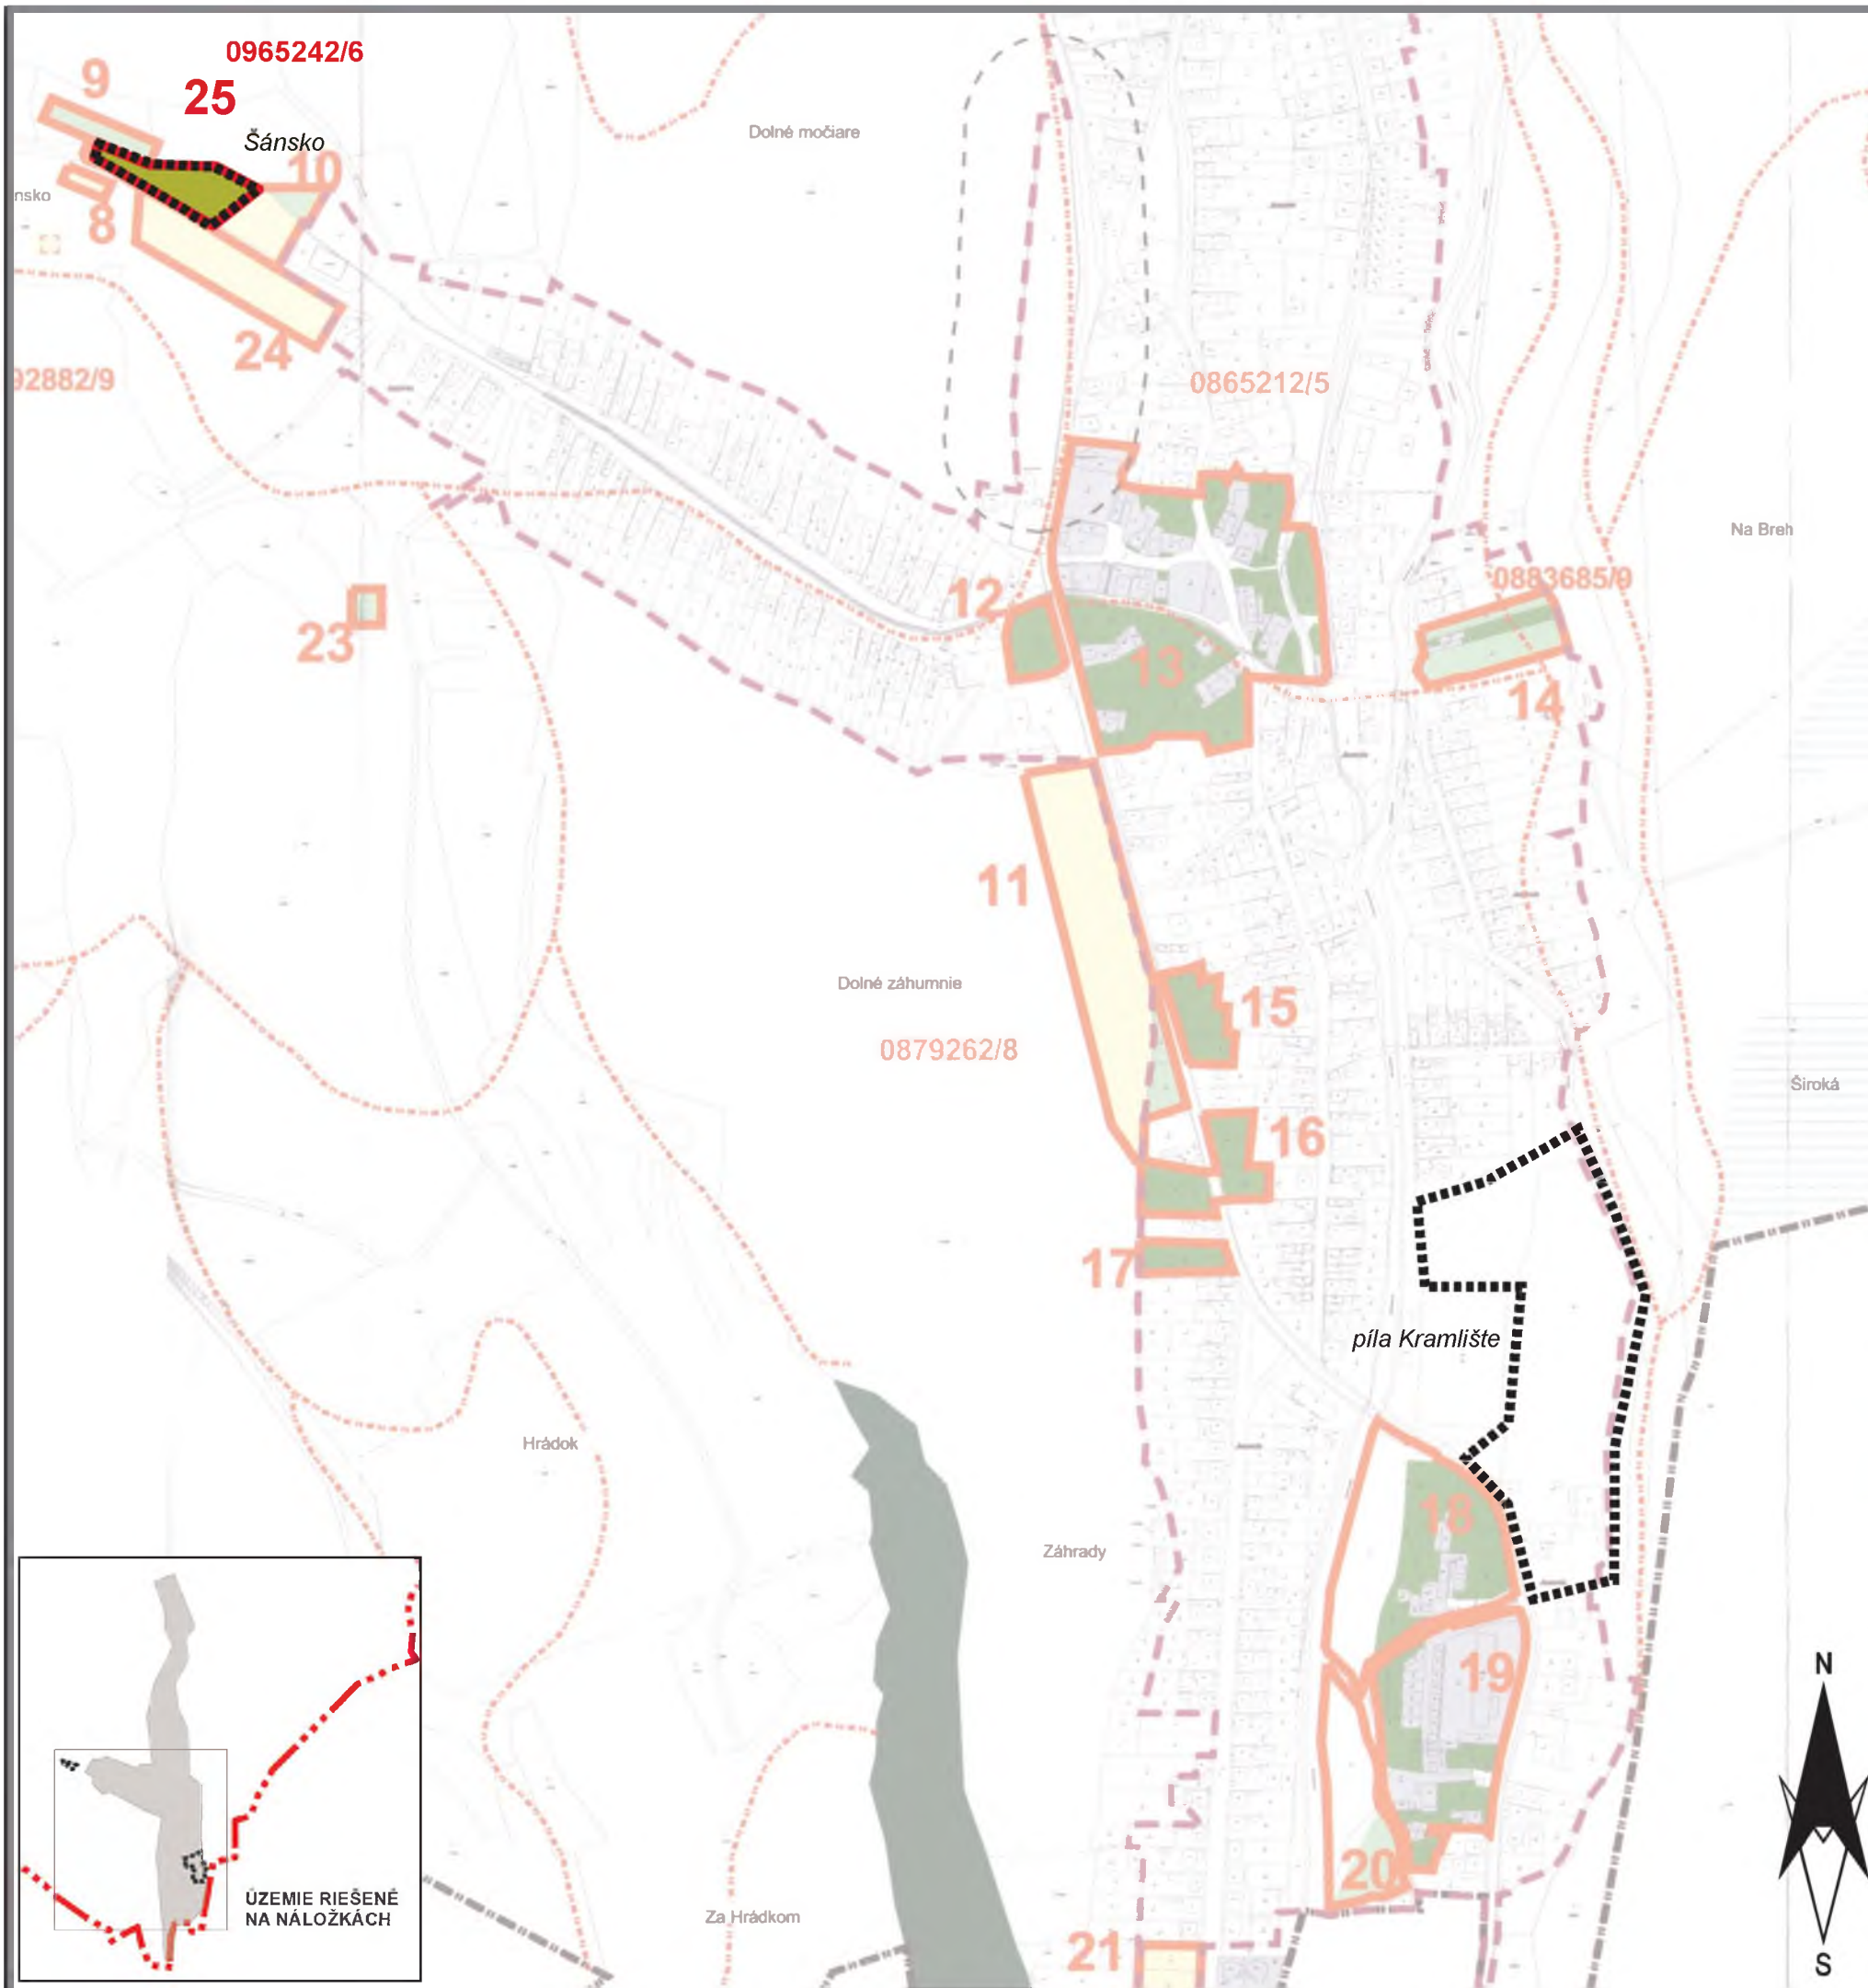 0965242/6
9
25
Šánsko
Dolné močiare
10
nsko
8
24
92882/9
0865212/5
Na Breh
0883685/9
12
23
13
14
11
Dolné záhumnie
15
0879262/8
Široká
16
17
píla Kramlište
Hrádok
18
Záhrady
19
N
20
ÚZEMIE RIEŠENÉ
NA NÁLOŽKÁCH
Za Hrádkom
21
S